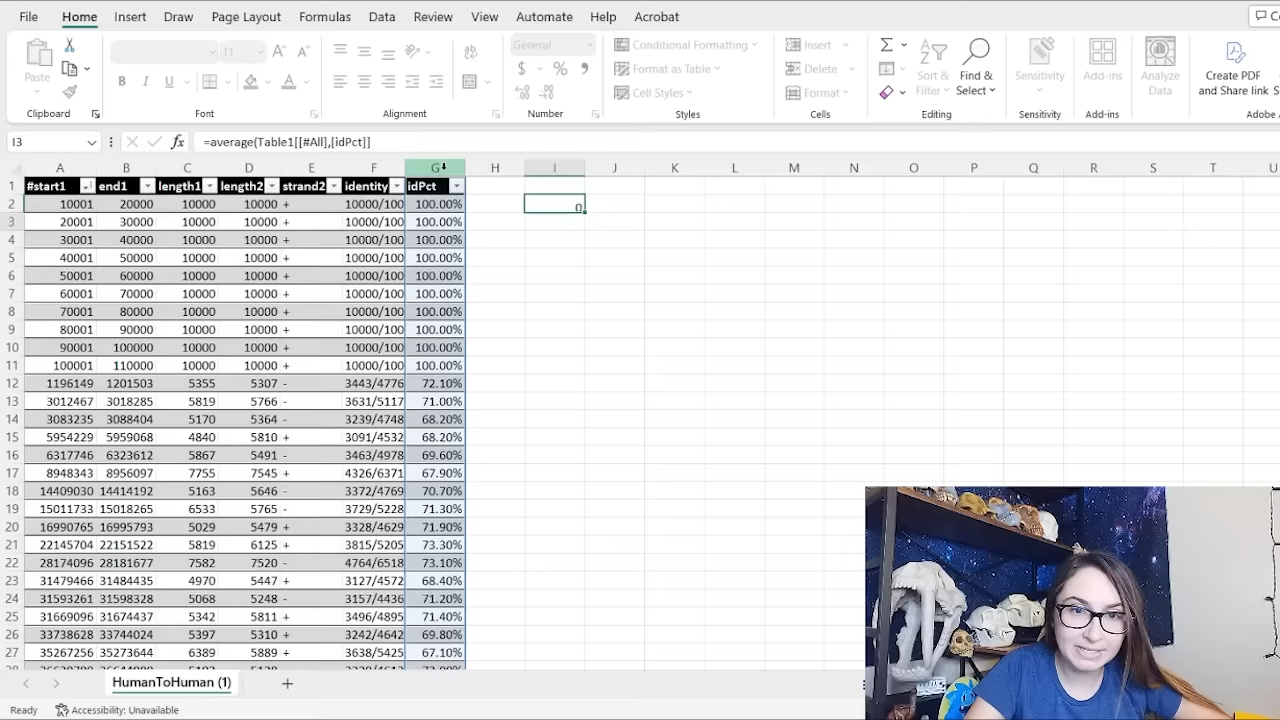 File Home Insert Draw Page Layout Formulas Data Review View Automate Help Acrobat
11
General
Conditional Formatting
Format as Table
Cell Styles
Insert
Delete
Format
Paste
B I U
$ %
Sort & Filter
Find & Select
Sensitivity
Add-ins
Analyze Data
Create PDF and Share link
Clipboard Font Alignment Number Styles Cells Editing Sensitivity Add-ins Adobe
I3 fx =average(Table1[[#All],[idPct]]
A B C D E F G H I J K L M N O P Q R S T U
1 #start1 end1 length1 length2 strand2 identity idPct
2 10001 20000 10000 10000 + 10000/100 100.00% 0
3 20001 30000 10000 10000 + 10000/100 100.00%
4 30001 40000 10000 10000 + 10000/100 100.00%
5 40001 50000 10000 10000 + 10000/100 100.00%
6 50001 60000 10000 10000 + 10000/100 100.00%
7 60001 70000 10000 10000 + 10000/100 100.00%
8 70001 80000 10000 10000 + 10000/100 100.00%
9 80001 90000 10000 10000 + 10000/100 100.00%
10 90001 100000 10000 10000 + 10000/100 100.00%
11 100001 110000 10000 10000 + 10000/100 100.00%
12 1196149 1201503 5355 5307 - 3443/4776 72.10%
13 3012467 3018285 5819 5766 - 3631/5117 71.00%
14 3083235 3088404 5170 5364 - 3239/4748 68.20%
15 5954229 5959068 4840 5810 + 3091/4532 68.20%
16 6317746 6323612 5867 5491 - 3463/4978 69.60%
17 8948343 8956097 7755 7545 + 4326/6371 67.90%
18 14409030 14414192 5163 5646 - 3372/4769 70.70%
19 15011733 15018265 6533 5765 - 3729/5228 71.30%
20 16990765 16995793 5029 5479 + 3328/4629 71.90%
21 22145704 22151522 5819 6125 + 3815/5205 73.30%
22 28174096 28181677 7582 7520 - 4764/6518 73.10%
23 31479466 31484435 4970 5447 + 3127/4572 68.40%
24 31593261 31598328 5068 5248 - 3157/4436 71.20%
25 31669096 31674437 5342 5811 + 3496/4895 71.40%
26 33738628 33744024 5397 5310 + 3242/4642 69.80%
27 35267256 35273644 6389 5889 + 3638/5425 67.10%
HumanToHuman (1)
Ready Accessibility: Unavailable